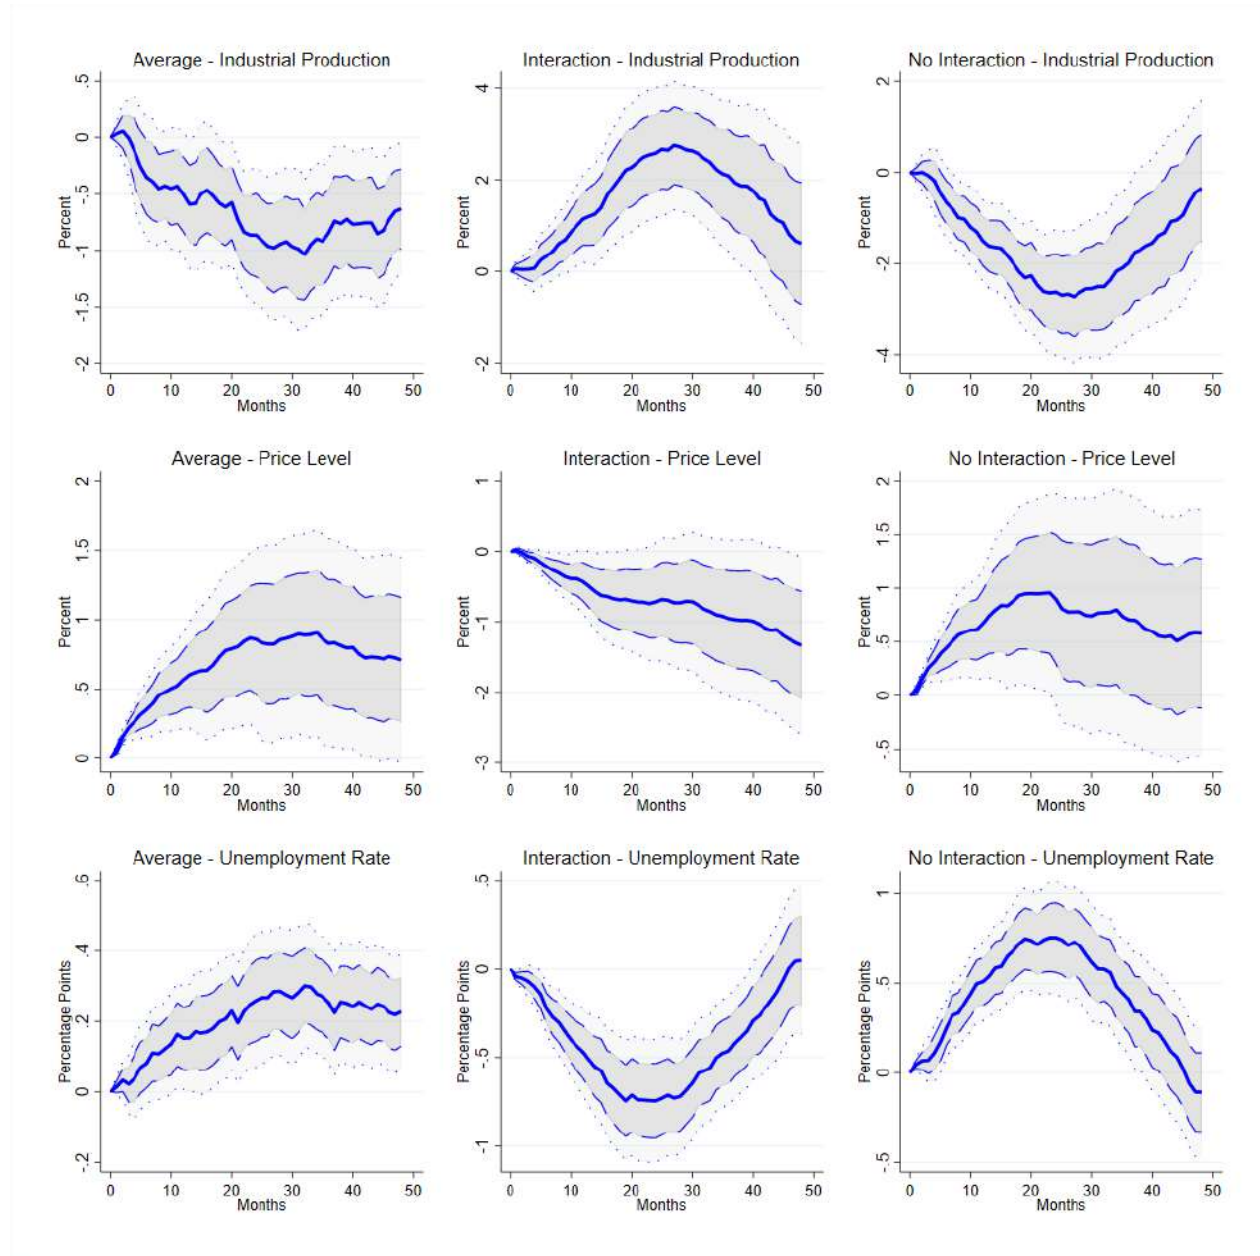 Average - Industrial Production
Percent
.5
0
-.5
-1
-1.5
-2
0 10 20 30 40 50
Months
Interaction - Industrial Production
Percent
4
2
0
-2
0 10 20 30 40 50
Months
No Interaction - Industrial Production
Percent
2
0
-2
-4
0 10 20 30 40 50
Months
Average - Price Level
Percent
2
1.5
1
.5
0
0 10 20 30 40 50
Months
Interaction - Price Level
Percent
1
0
-1
-2
-3
0 10 20 30 40 50
Months
No Interaction - Price Level
Percent
2
1.5
1
.5
0
-.5
0 10 20 30 40 50
Months
Average - Unemployment Rate
Percentage Points
.6
.4
.2
0
-.2
0 10 20 30 40 50
Months
Interaction - Unemployment Rate
Percentage Points
.5
0
-.5
-1
0 10 20 30 40 50
Months
No Interaction - Unemployment Rate
Percentage Points
1
.5
0
-.5
0 10 20 30 40 50
Months